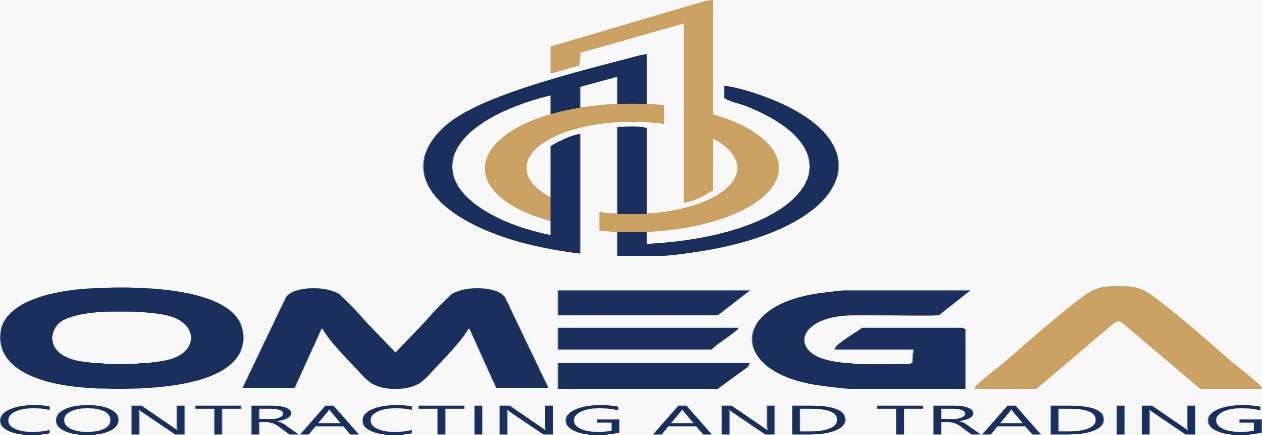 OMEGA
CONTRACTING AND TRADING